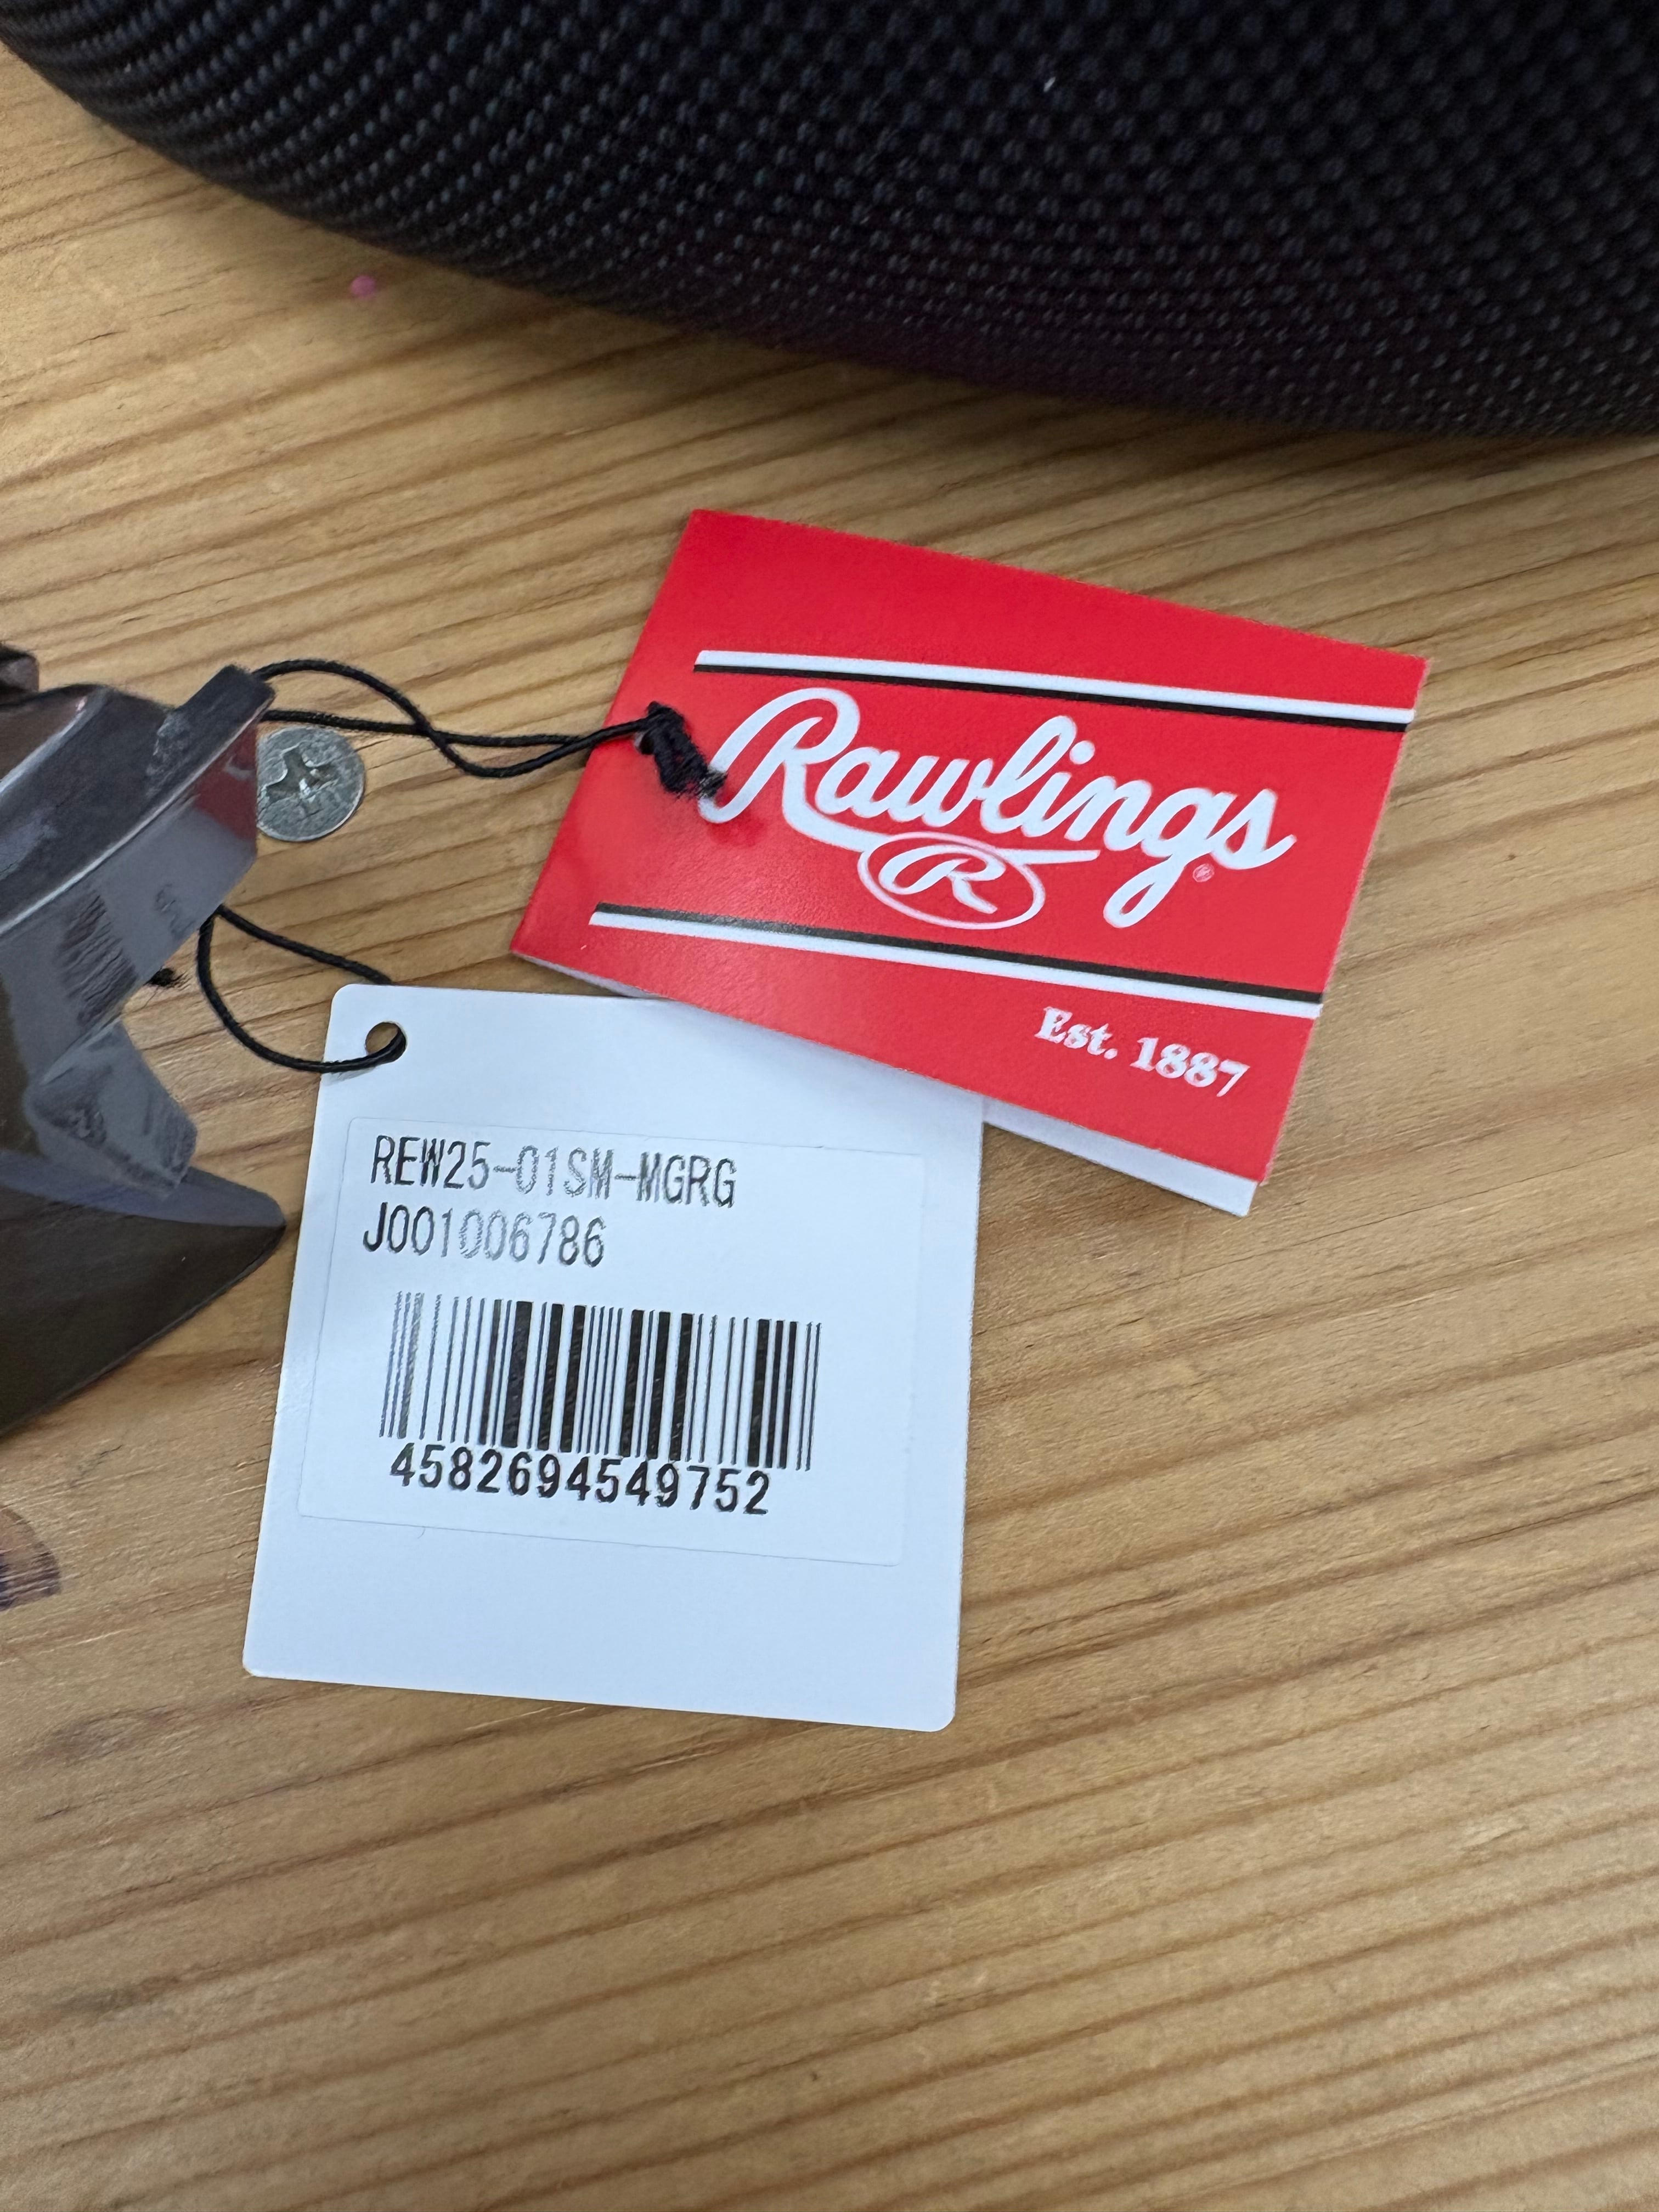 Rawlings
R
®
Est. 1887
REW25-01SM-MGRG
J001006786
4582694549752